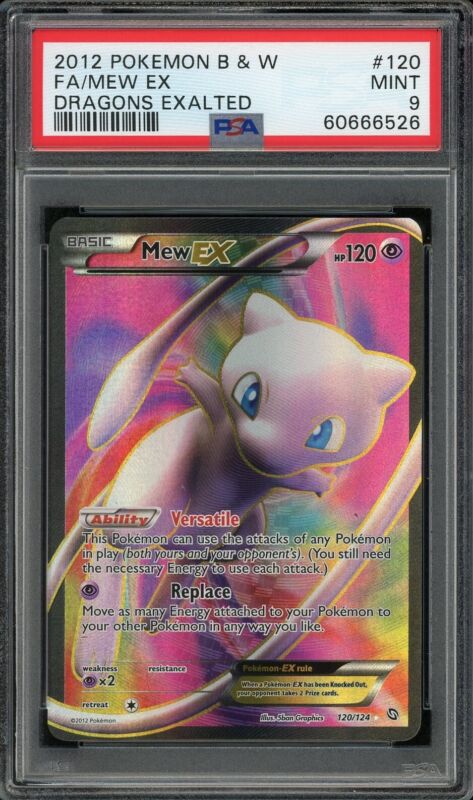 2012 POKEMON B & W #120
FA/MEW EX MINT
DRAGONS EXALTED 9
PSA 60666526
BASIC Mew EX HP 120
Ability Versatile
This Pokémon can use the attacks of any Pokémon
in play (both yours and your opponent's). (You still need
the necessary Energy to use each attack.)
Replace
Move as many Energy attached to your Pokémon to
your other Pokémon in any way you like.
weakness resistance
×2
retreat
Pokémon-EX rule
When a Pokémon-EX has been Knocked Out,
your opponent takes 2 Prize cards.
©2012 Pokémon
Illus. 5ban Graphics 120/124
PSA